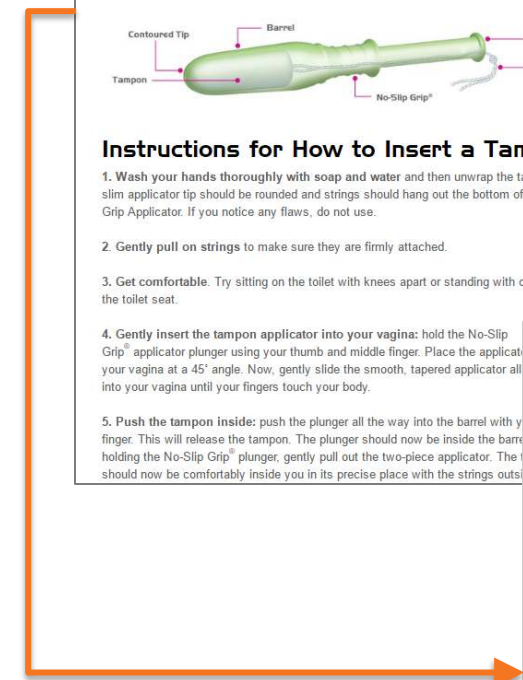 Barrel
Contoured Tip
Tampon
No-Slip Grip®
Instructions for How to Insert a Tam
1. Wash your hands thoroughly with soap and water and then unwrap the ta
slim applicator tip should be rounded and strings should hang out the bottom of
Grip Applicator. If you notice any flaws, do not use.
2. Gently pull on strings to make sure they are firmly attached.
3. Get comfortable. Try sitting on the toilet with knees apart or standing with o
the toilet seat.
4. Gently insert the tampon applicator into your vagina: hold the No-Slip
Grip® applicator plunger using your thumb and middle finger. Place the applicat
your vagina at a 45° angle. Now, gently slide the smooth, tapered applicator all
into your vagina until your fingers touch your body.
5. Push the tampon inside: push the plunger all the way into the barrel with y
finger. This will release the tampon. The plunger should now be inside the barre
holding the No-Slip Grip® plunger, gently pull out the two-piece applicator. The t
should now be comfortably inside you in its precise place with the strings outsi